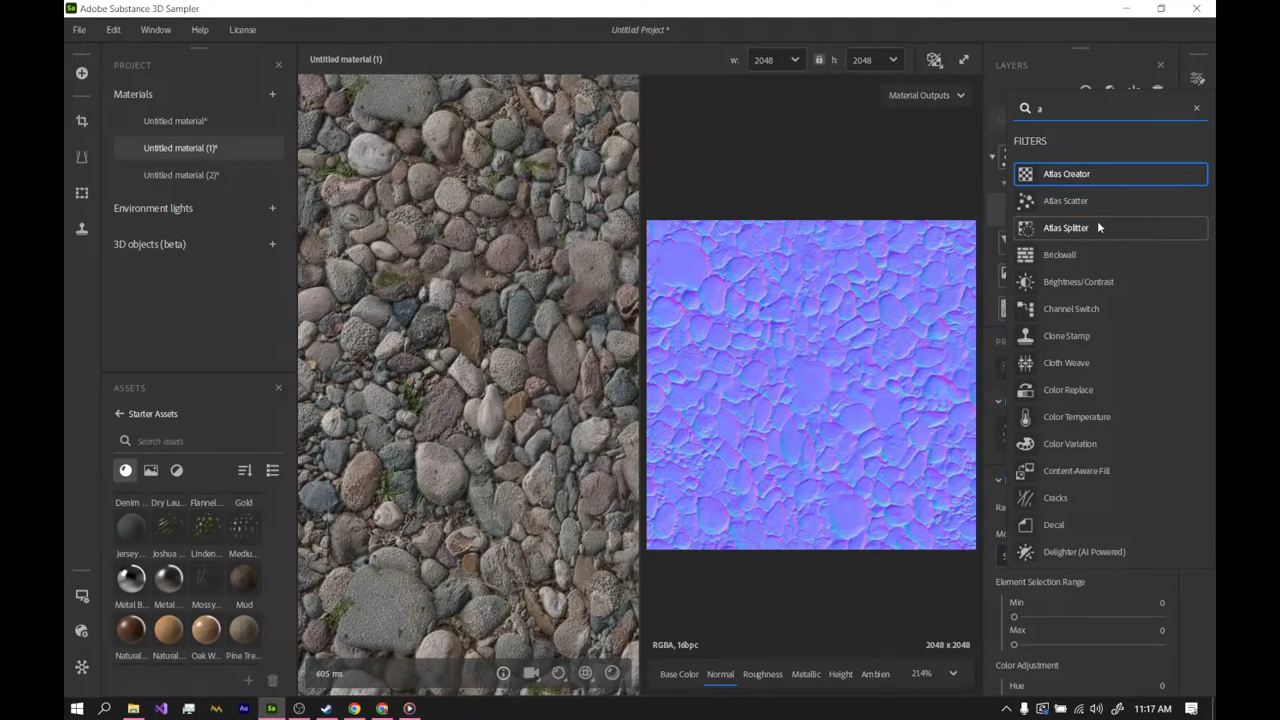 Adobe Substance 3D Sampler
File Edit Window Help License
Untitled Project *
PROJECT
Materials
Untitled material*
Untitled material (1)*
Untitled material (2)*
Environment lights
3D objects (beta)
ASSETS
Starter Assets
Search assets
Denim ... Dry Lau... Flannel... Gold
Jersey ... Joshua ... Linden... Mediu...
Metal B... Metal ... Mossy... Mud
Natural... Natural... Oak W... Pine Tre...
Untitled material (1)
w: 2048 h: 2048
Material Outputs
605 ms
RGBA, 16bpc 2048 x 2048
Base Color Normal Roughness Metallic Height Ambien 214%
LAYERS
a
FILTERS
Atlas Creator
Atlas Scatter
Atlas Splitter
Brickwall
Brightness/Contrast
Channel Switch
Clone Stamp
Cloth Weave
Color Replace
Color Temperature
Color Variation
Content-Aware Fill
Cracks
Decal
Delighter (AI Powered)
Element Selection Range
Min 0
Max 0
Color Adjustment
Hue 0
11:17 AM